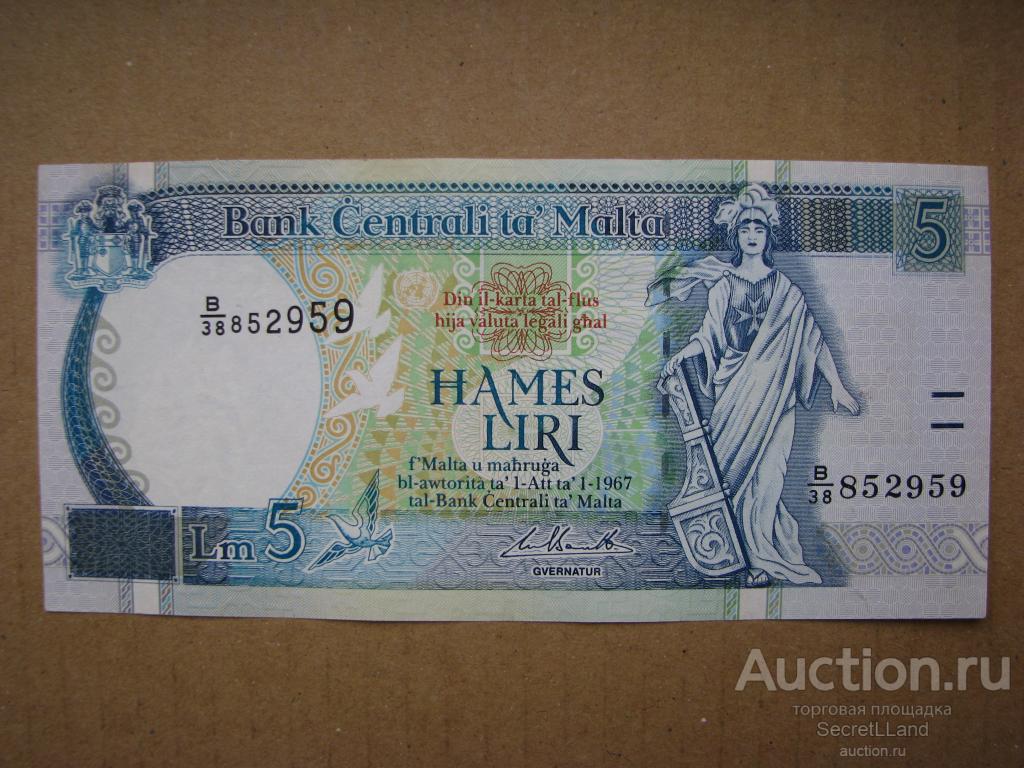 Bank Ċentrali ta' Malta
5
B/38 852959
Din il-karta tal-flus
hija valuta legali għal
ĦAMES
LIRI
f'Malta u maħruġa
bl-awtorità ta' l-Att ta' l-1967
tal-Bank Ċentrali ta' Malta
B/38 852959
Lm 5
GVERNATUR
Auction.ru
торговая площадка
SecretLLand
auction.ru